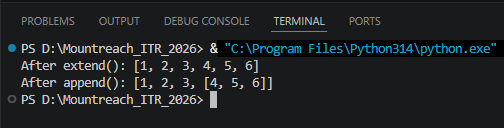 PROBLEMS OUTPUT DEBUG CONSOLE TERMINAL PORTS
PS D:\Mountreach_ITR_2026> & "C:\Program Files\Python314\python.exe"
After extend(): [1, 2, 3, 4, 5, 6]
After append(): [1, 2, 3, [4, 5, 6]]
PS D:\Mountreach_ITR_2026>